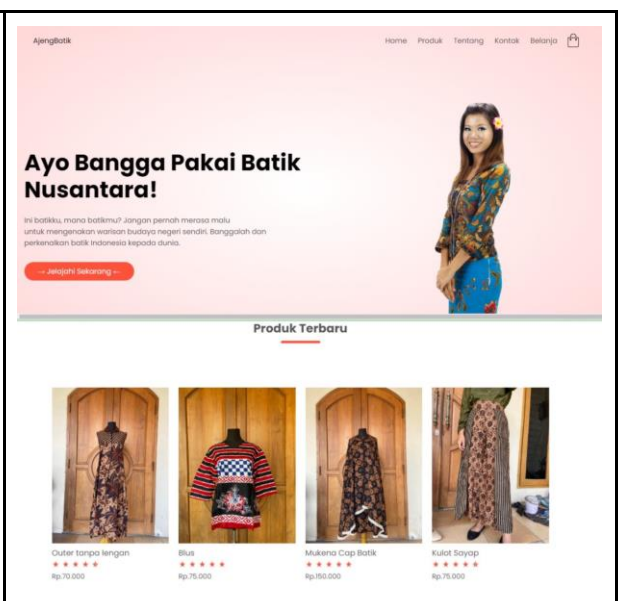 AjengBatik
Home Produk Tentang Kontak Belanja
Ayo Bangga Pakai Batik
Nusantara!
Ini batikku, mana batikmu? Jangan pernah merasa malu
untuk mengenakan warisan budaya negeri sendiri. Banggalah dan
perkenalkan batik Indonesia kepada dunia.
→ Jelajahi Sekarang ←
Produk Terbaru
Outer tanpa lengan
Rp.70.000
Blus
Rp.75.000
Mukena Cap Batik
Rp.150.000
Kulot Sayap
Rp.75.000